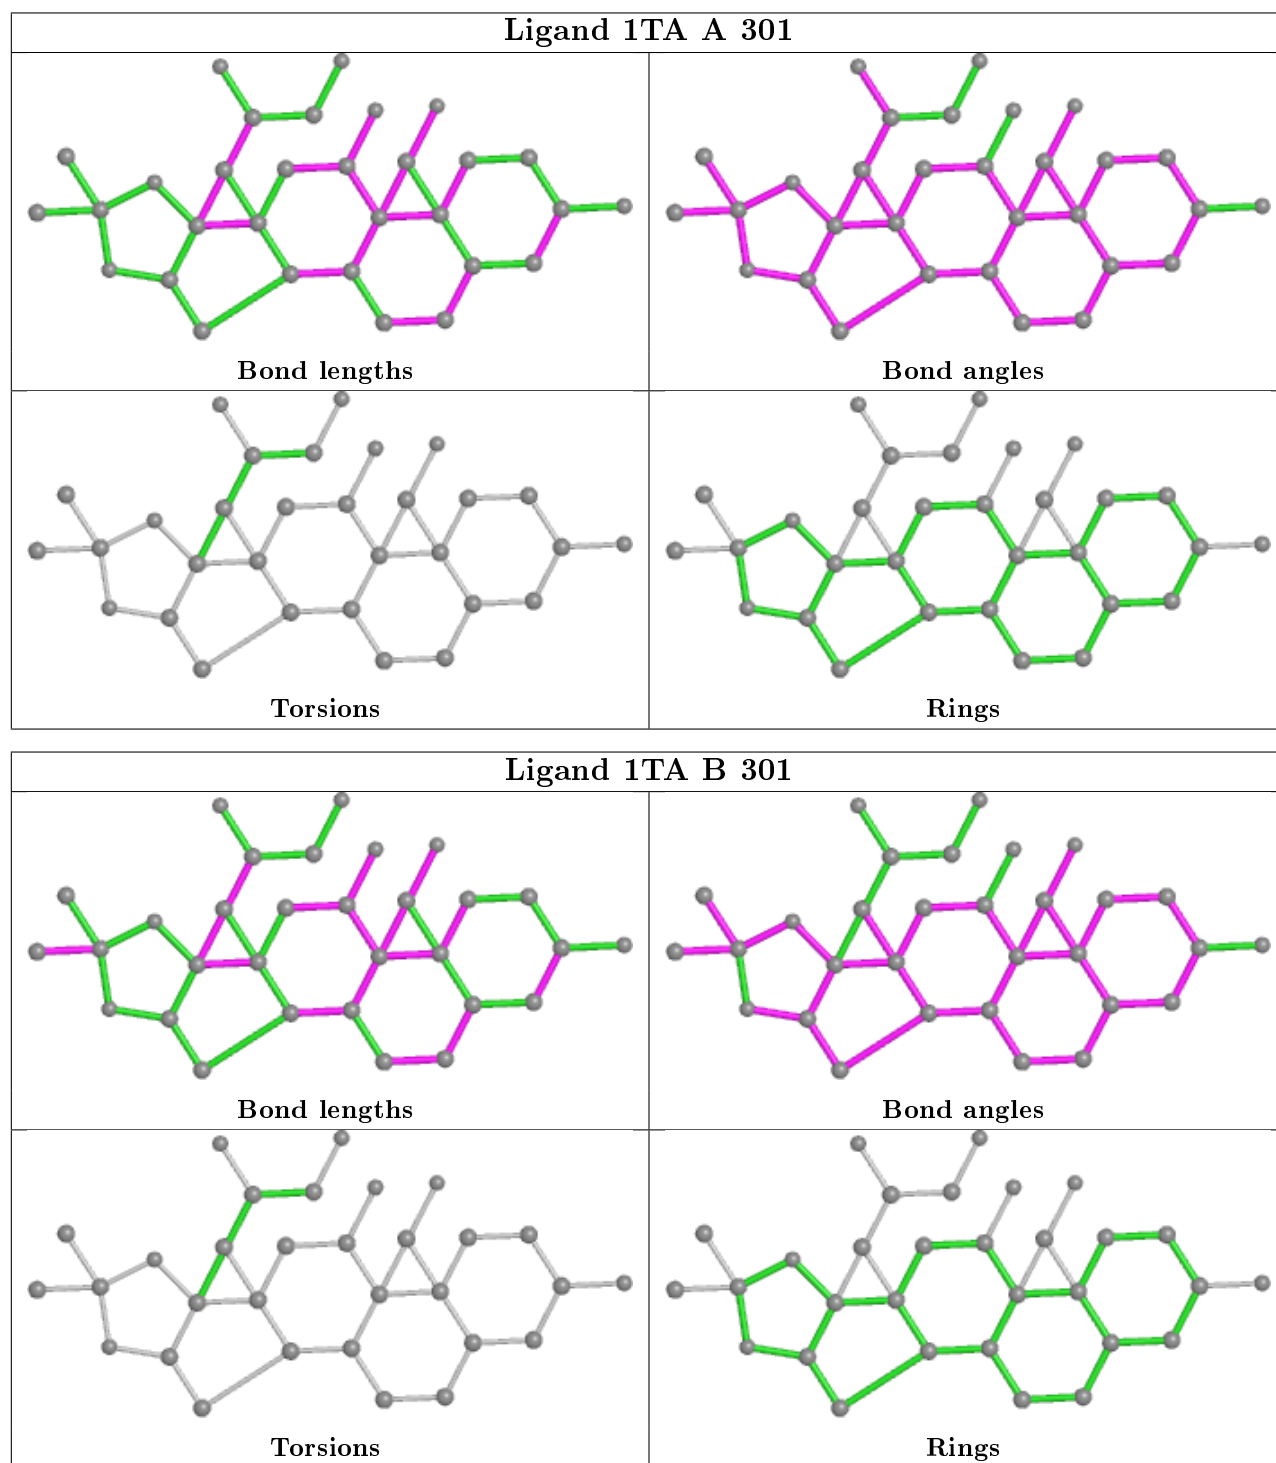 Ligand 1TA A 301
Bond lengths
Bond angles
Torsions
Rings
Ligand 1TA B 301
Bond lengths
Bond angles
Torsions
Rings